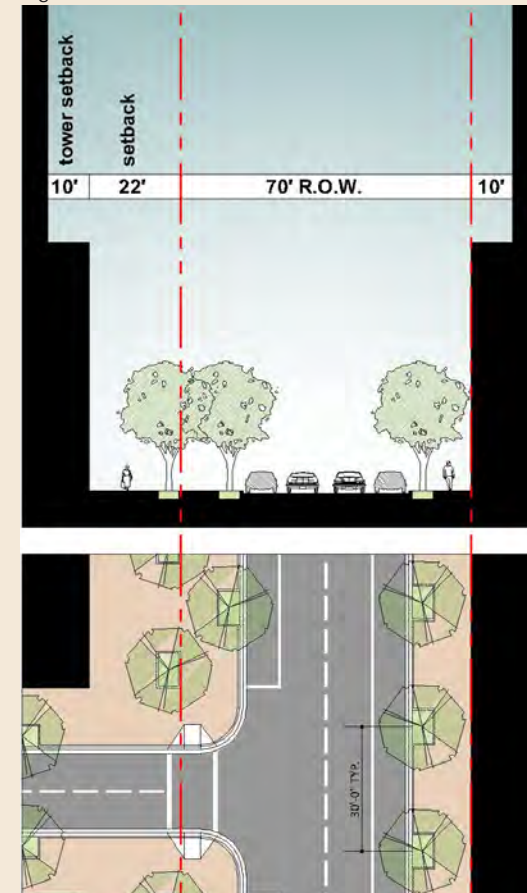 tower setback
setback
10'
22'
70' R.O.W.
10'
30'-0" TYP.